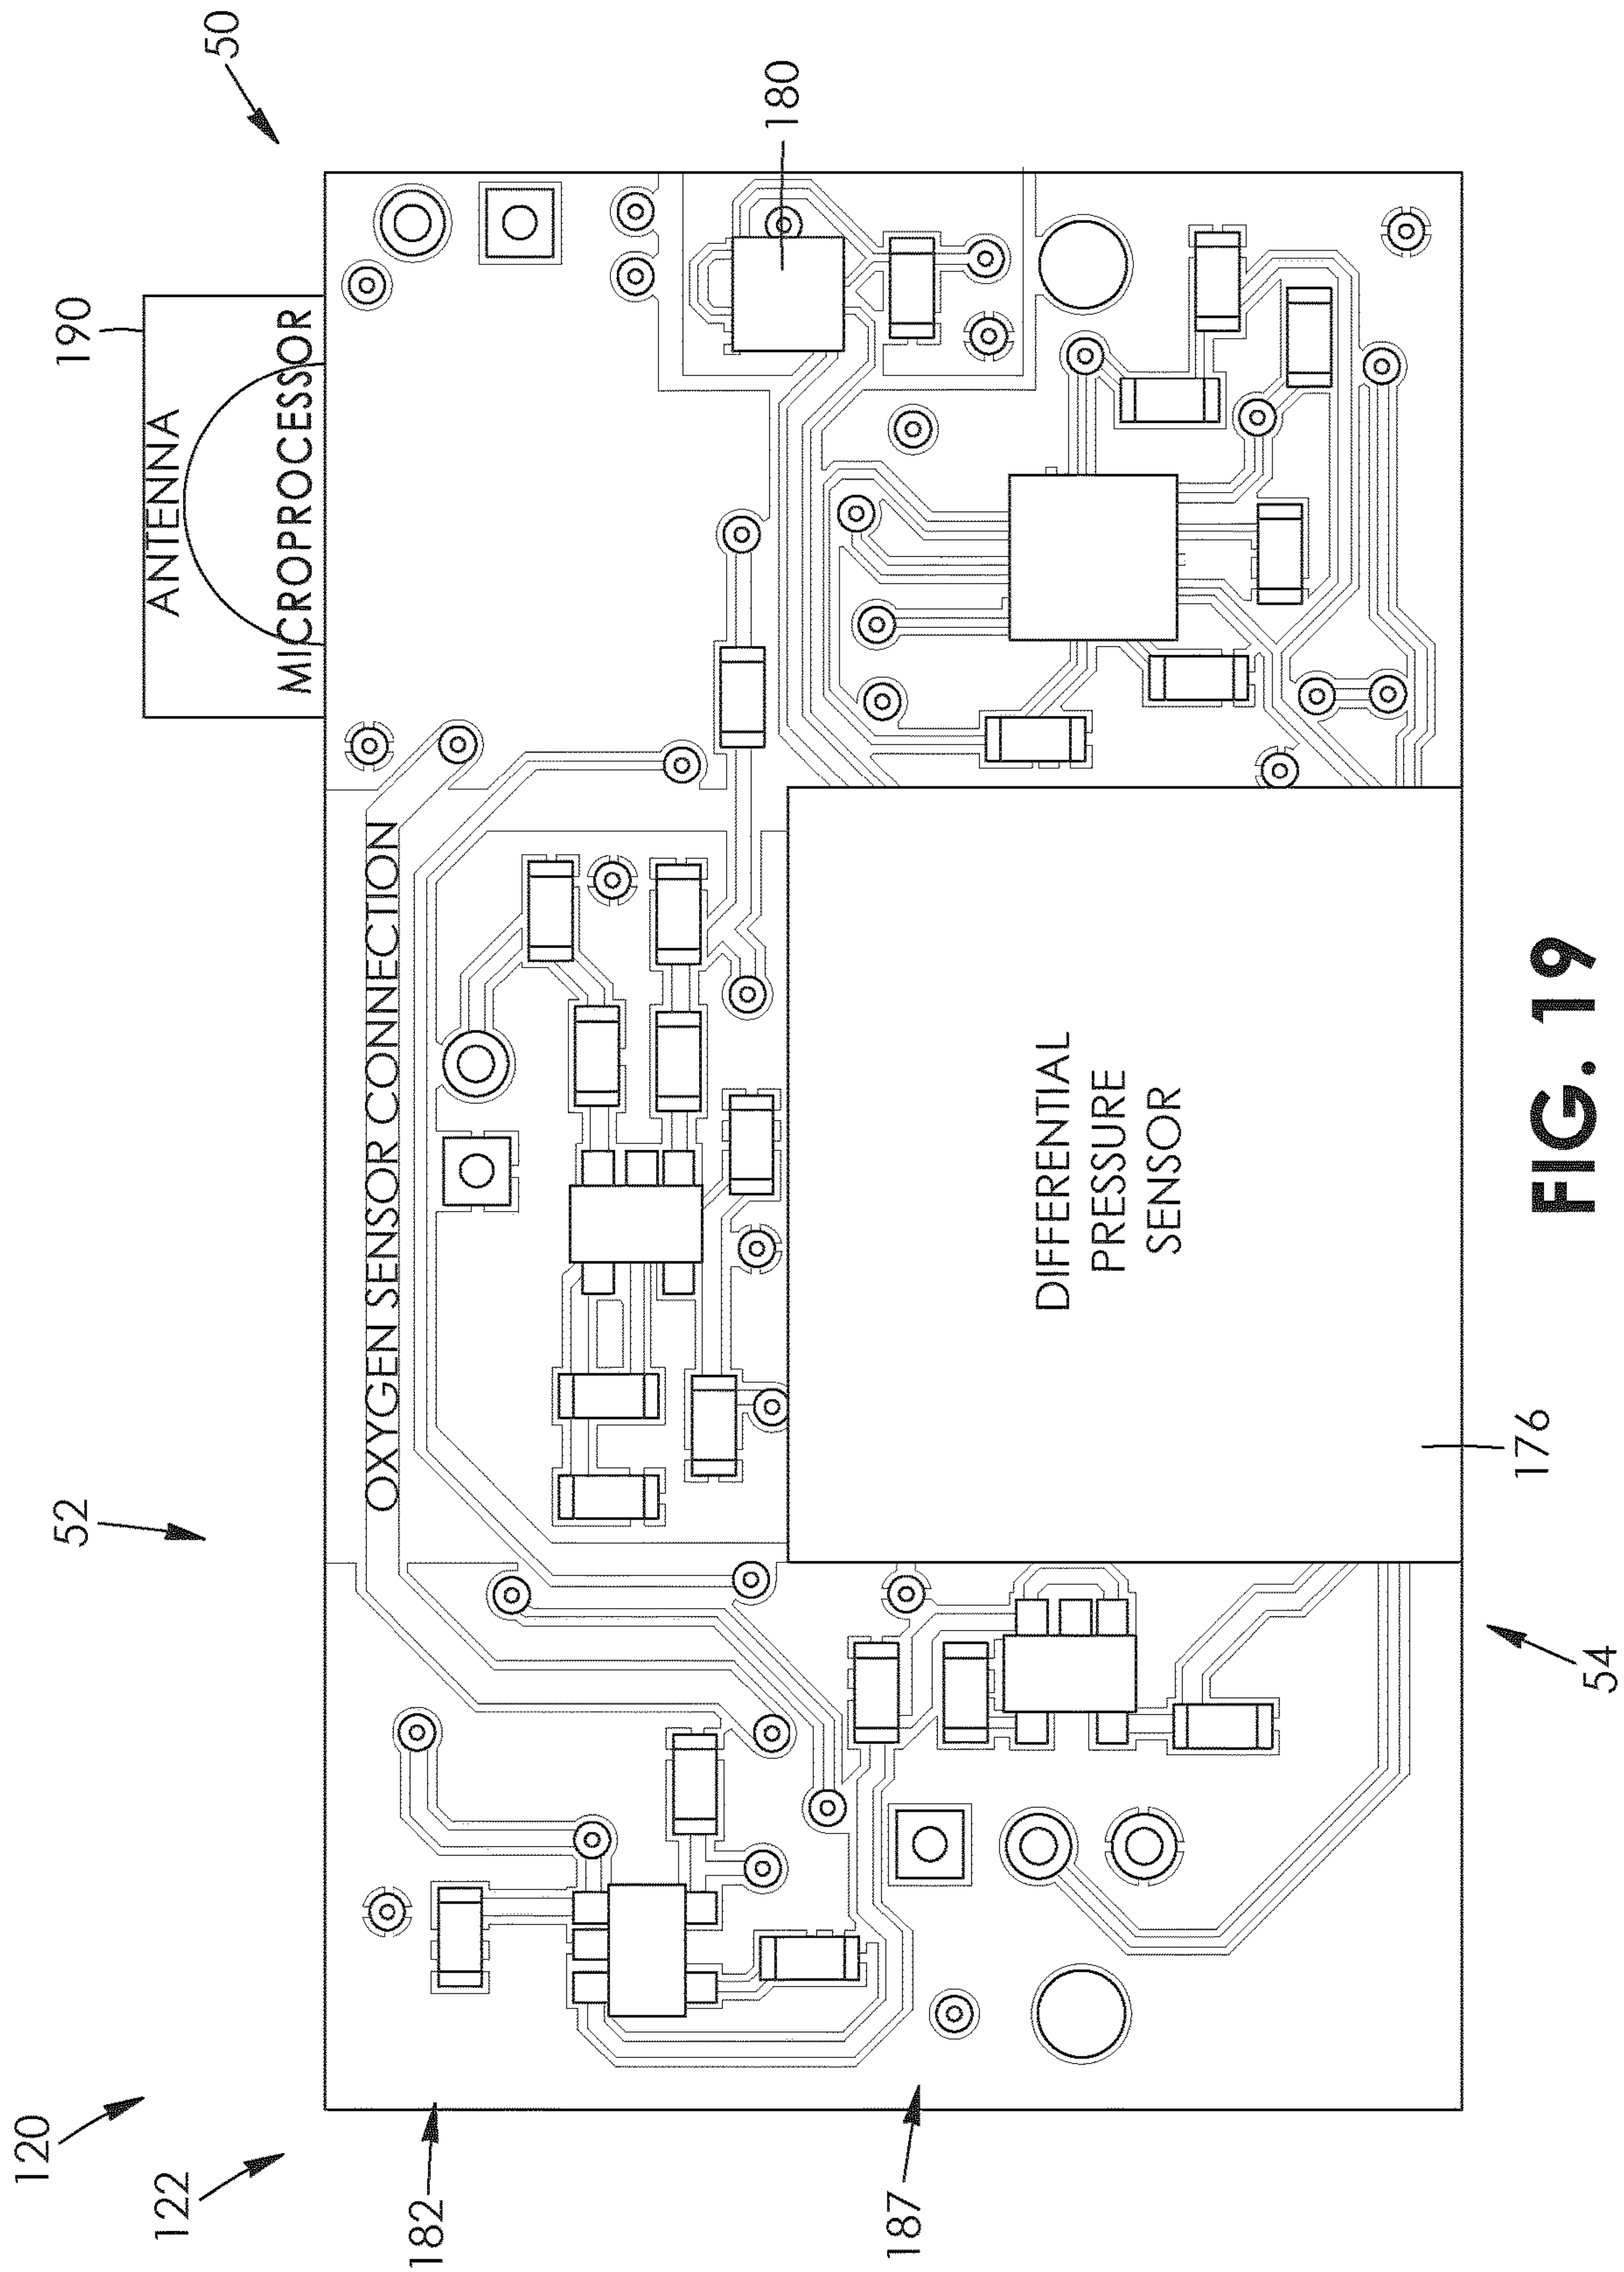 120
122
182
187
52
OXYGEN SENSOR CONNECTION
ANTENNA
MICROPROCESSOR
190
50
180
DIFFERENTIAL
PRESSURE
SENSOR
176
54
FIG. 19